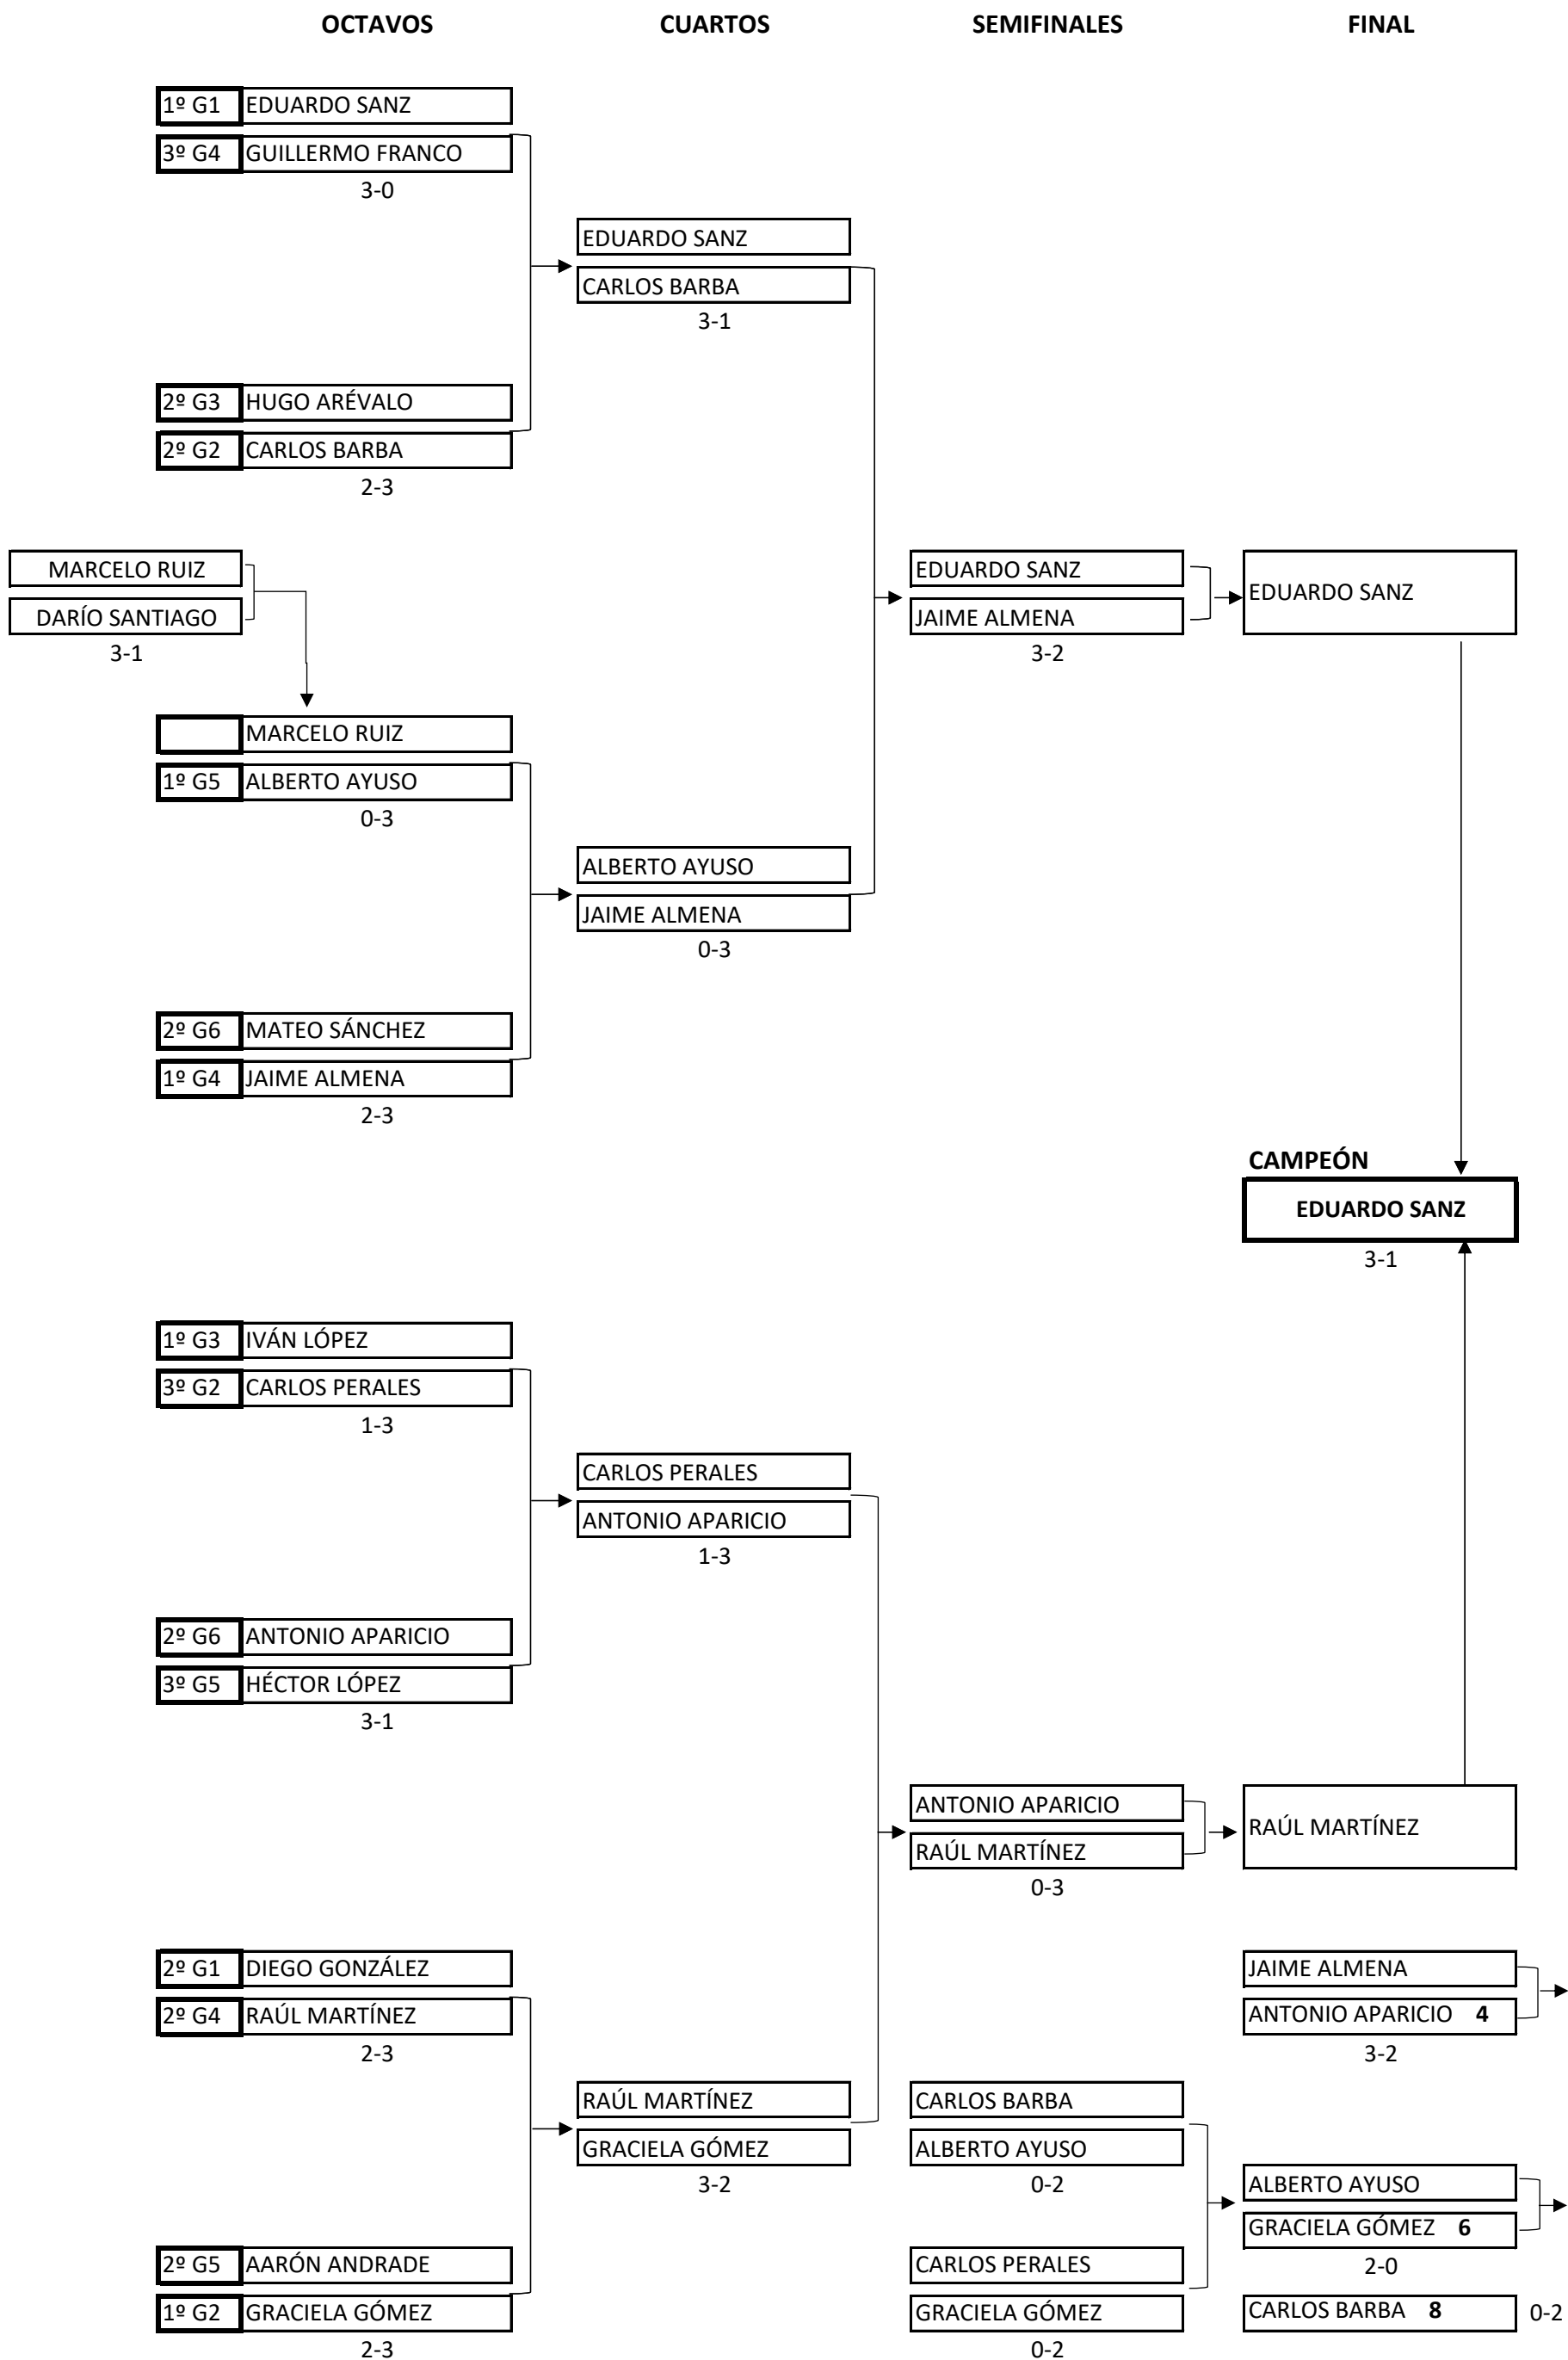 OCTAVOS CUARTOS SEMIFINALES FINAL
1º G1 EDUARDO SANZ
3º G4 GUILLERMO FRANCO
3-0
EDUARDO SANZ
CARLOS BARBA
3-1
2º G3 HUGO ARÉVALO
2º G2 CARLOS BARBA
2-3
MARCELO RUIZ EDUARDO SANZ
EDUARDO SANZ
DARÍO SANTIAGO JAIME ALMENA
3-1 3-2
MARCELO RUIZ
1º G5 ALBERTO AYUSO
0-3
ALBERTO AYUSO
JAIME ALMENA
0-3
2º G6 MATEO SÁNCHEZ
1º G4 JAIME ALMENA
2-3
CAMPEÓN
EDUARDO SANZ
3-1
1º G3 IVÁN LÓPEZ
3º G2 CARLOS PERALES
1-3
CARLOS PERALES
ANTONIO APARICIO
1-3
2º G6 ANTONIO APARICIO
3º G5 HÉCTOR LÓPEZ
3-1
ANTONIO APARICIO
RAÚL MARTÍNEZ
RAÚL MARTÍNEZ
0-3
2º G1 DIEGO GONZÁLEZ JAIME ALMENA
2º G4 RAÚL MARTÍNEZ ANTONIO APARICIO 4
2-3 3-2
RAÚL MARTÍNEZ CARLOS BARBA
GRACIELA GÓMEZ ALBERTO AYUSO
3-2 0-2 ALBERTO AYUSO
GRACIELA GÓMEZ 6
2º G5 AARÓN ANDRADE CARLOS PERALES 2-0
1º G2 GRACIELA GÓMEZ GRACIELA GÓMEZ CARLOS BARBA 8 0-2
2-3 0-2